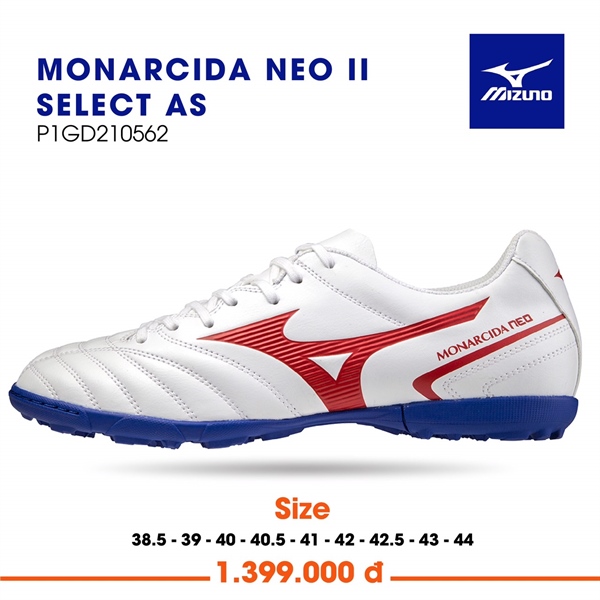 MONARCIDA NEO II
SELECT AS
P1GD210562
MIZUNO
MONARCIDA NEO
Size
38.5 - 39 - 40 - 40.5 - 41 - 42 - 42.5 - 43 - 44
1.399.000 đ